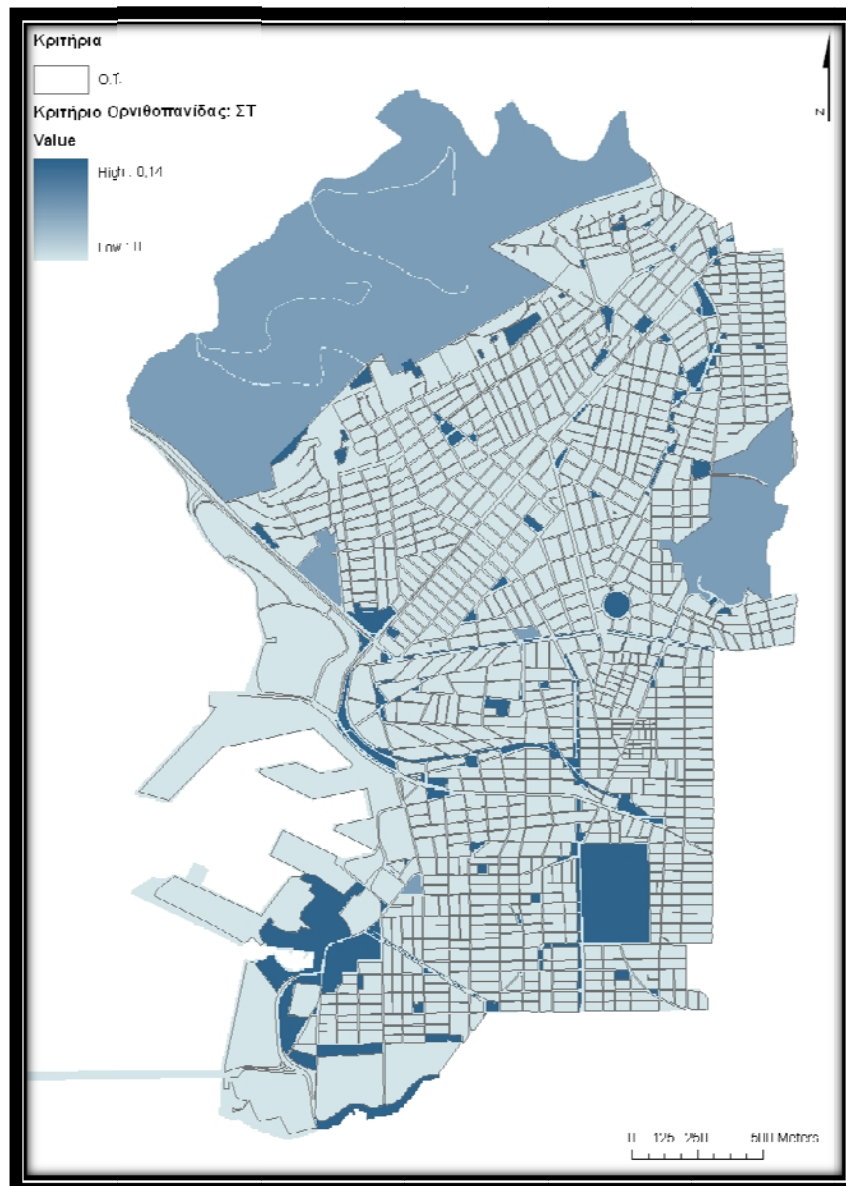 Κριτήρια
Ο.Τ.
Κριτήριο Ορνιθοπανίδας: ΣΤ
Value
High : 0,14
Low : 0
N
0 125 250 500 Meters